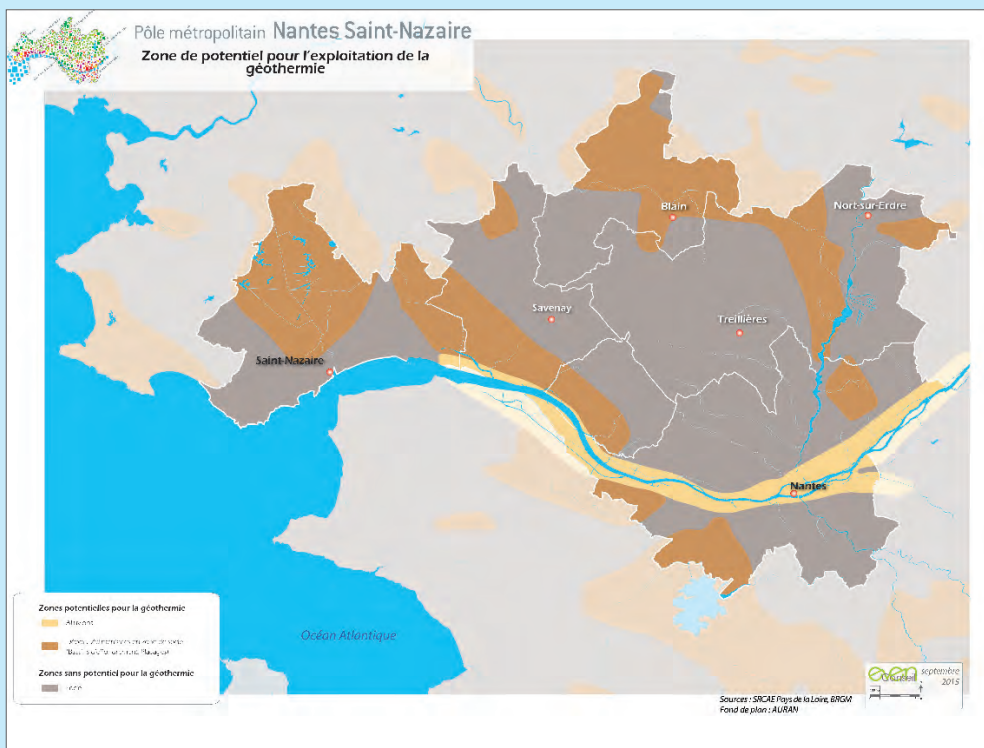 Pôle métropolitain Nantes Saint-Nazaire
Zone de potentiel pour l'exploitation de la
géothermie
Blain
Nort-sur-Erdre
Savenay
Treillières
Saint-Nazaire
Nantes
Océan Atlantique
Zones potentielles pour la géothermie
Alluvions
Zones sans potentiel pour la géothermie
Socle
Conseil
septembre
2015
Sources : SRCAE Pays de la Loire, BRGM
Fond de plan : AURAN